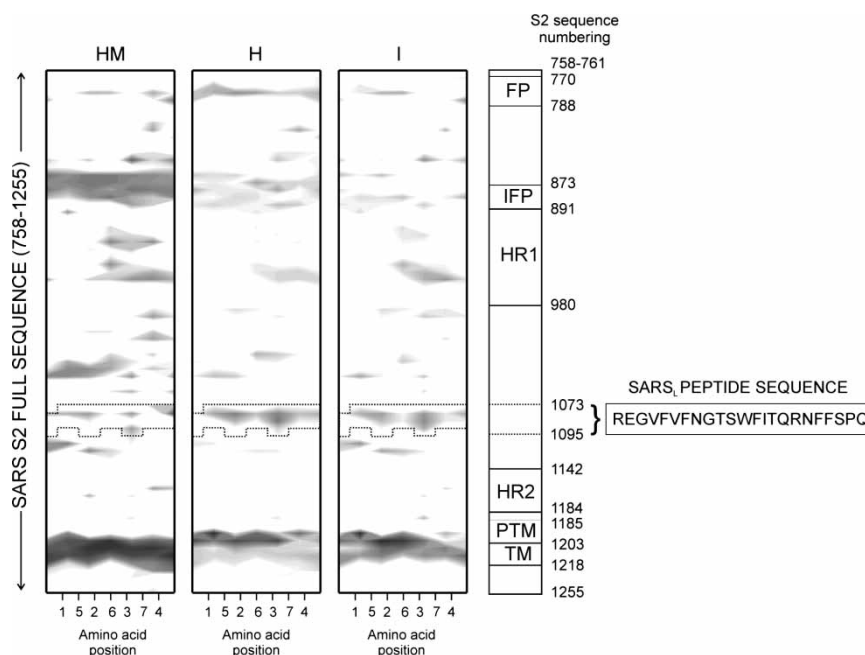 S2 sequence
numbering
HM H I
758-761
770
FP
788
873
IFP
891
HR1
980
SARS S2 FULL SEQUENCE (758-1255)
SARSL PEPTIDE SEQUENCE
1073
REGVFVFNGTSWFITQRNFFSPQ
1095
1142
HR2
1184
1185
PTM
1203
TM
1218
1255
1 5 2 6 3 7 4 1 5 2 6 3 7 4 1 5 2 6 3 7 4
Amino acid Amino acid Amino acid
position position position